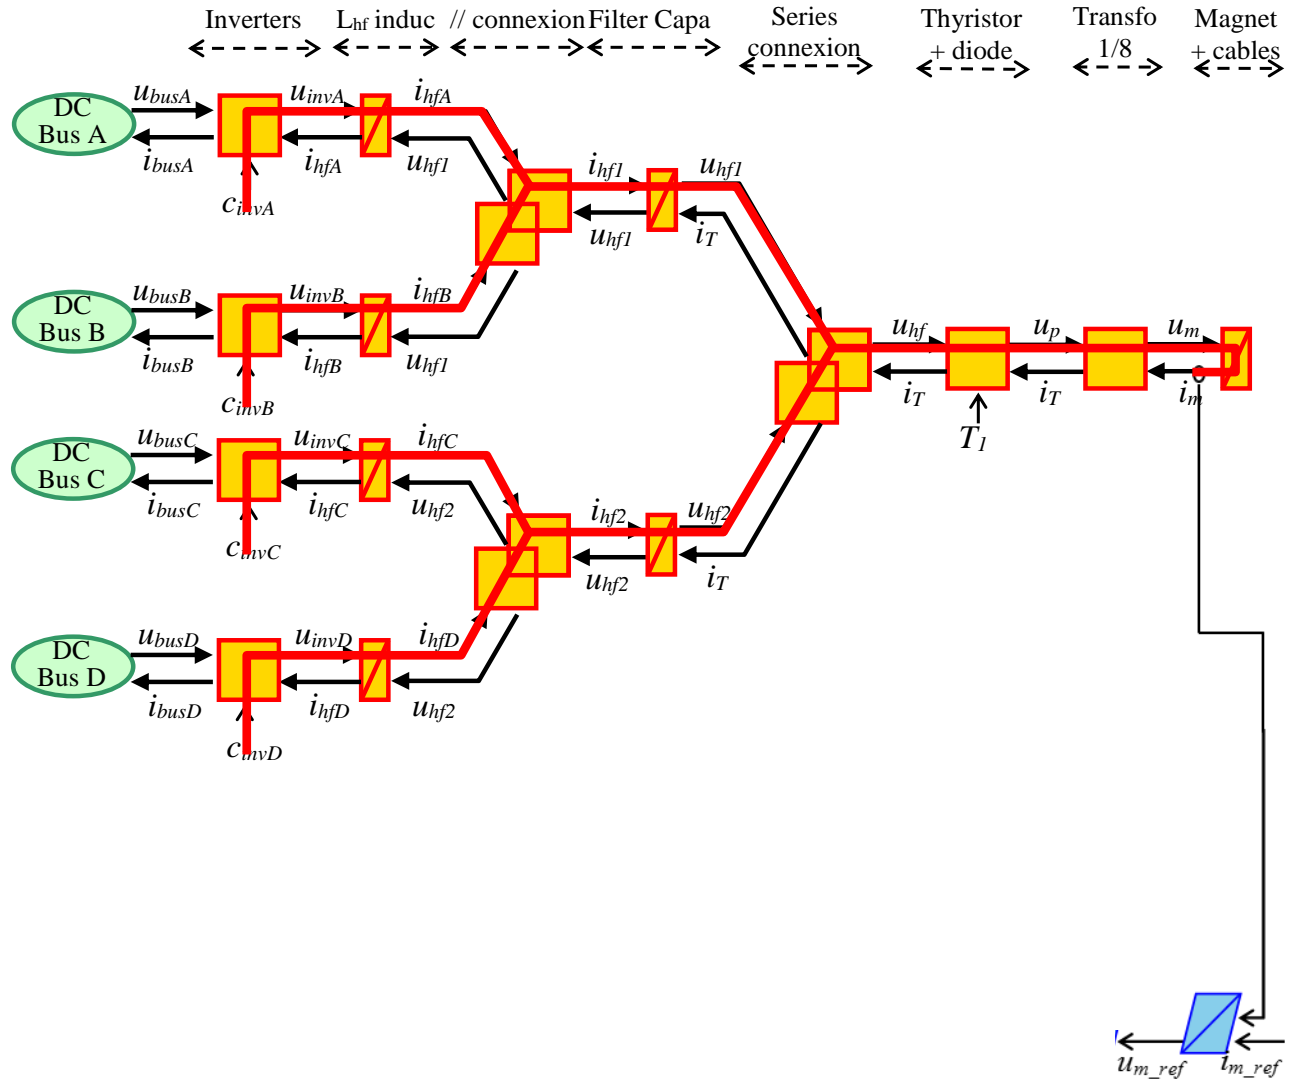 Inverters
Lhf induc
// connexion
Filter Capa
Series
connexion
Thyristor
+ diode
Transfo
1/8
Magnet
+ cables
DC
Bus A
ubusA
ibusA
uinvA
ihfA
ihfA
uhf1
cinvA
ihf1
uhf1
uhf1
iT
DC
Bus B
ubusB
ibusB
uinvB
ihfB
ihfB
uhf1
cinvB
uhf
iT
up
iT
um
im
T1
DC
Bus C
ubusC
ibusC
uinvC
ihfC
ihfC
uhf2
cinvC
ihf2
uhf2
uhf2
iT
DC
Bus D
ubusD
ibusD
uinvD
ihfD
ihfD
uhf2
cinvD
um_ref
im_ref